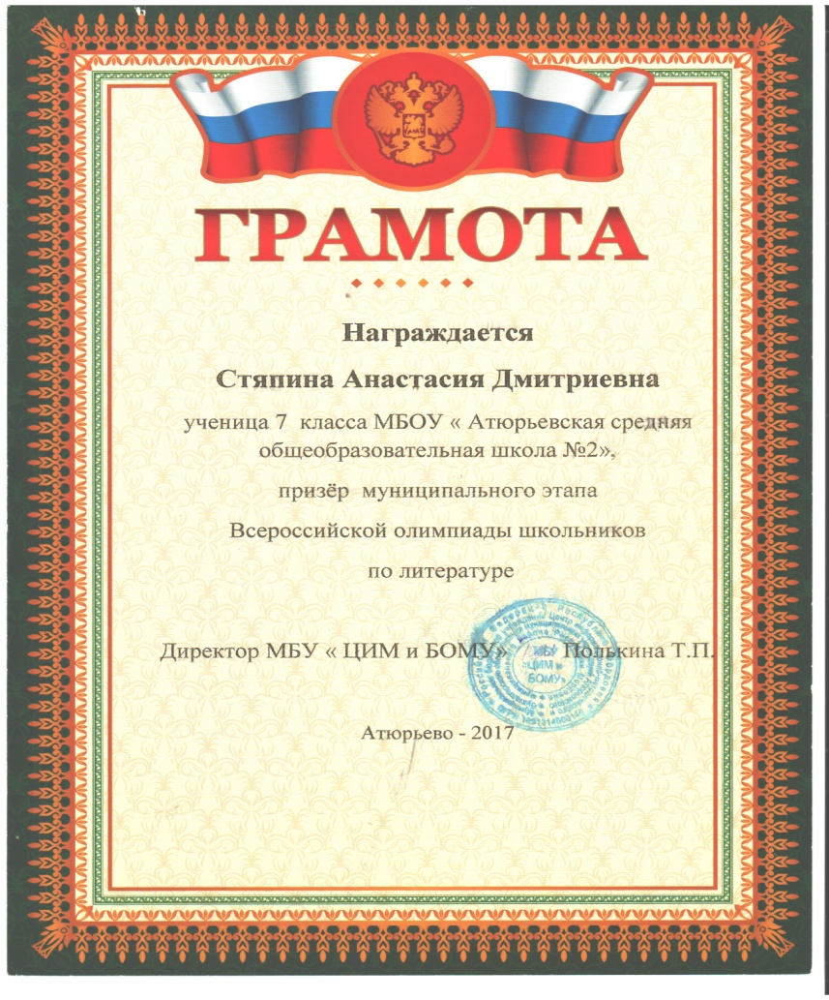 ГРАМОТА
Награждается
Стяпина Анастасия Дмитриевна
ученица 7 класса МБОУ « Атюрьевская средняя
общеобразовательная школа №2»,
призёр муниципального этапа
Всероссийской олимпиады школьников
по литературе
Директор МБУ « ЦИМ и БОМУ» Полькина Т.П.
МБУ
«ЦИМ и
БОМУ»
Атюрьево - 2017